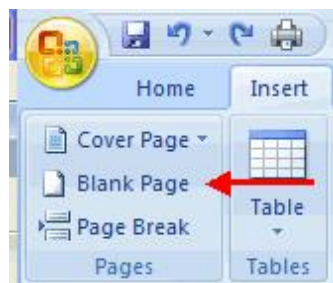 Home Insert
Cover Page
Blank Page
Page Break
Table
Pages Tables